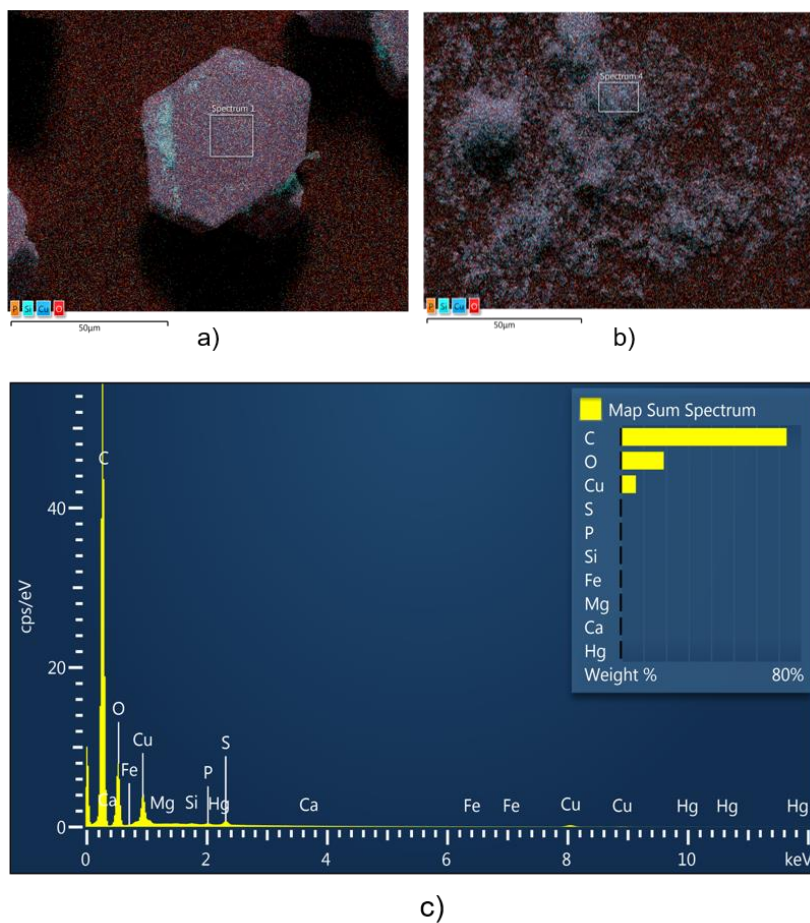 Spectrum 1
P Si Cu O
50µm
a)
Spectrum 4
P Si Cu O
50µm
b)
Map Sum Spectrum
C
O
Cu
S
P
Si
Fe
Mg
Ca
Hg
Weight % 80%
cps/eV
40
20
0
C
O
Cu
S
Fe
P
Ca Mg Si Hg Ca Fe Fe Cu Cu Hg Hg Hg
0 2 4 6 8 10 keV
c)